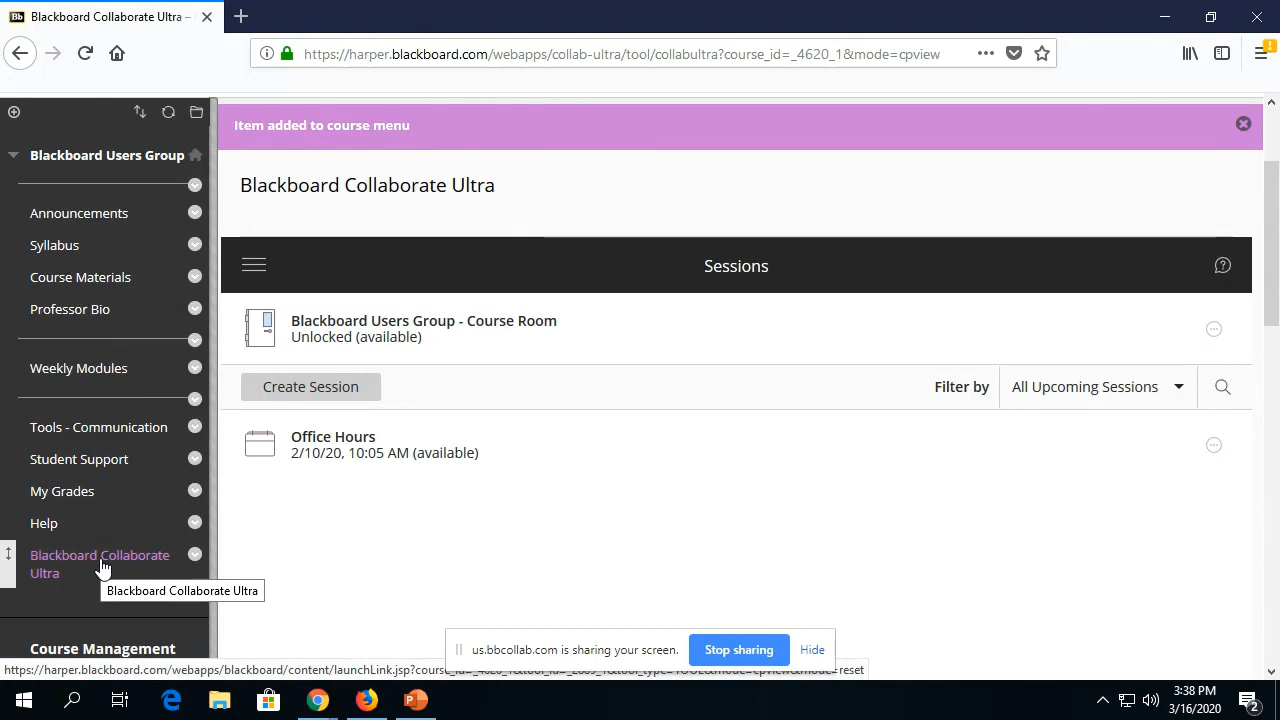 Bb Blackboard Collaborate Ultra –
https://harper.blackboard.com/webapps/collab-ultra/tool/collabultra?course_id=_4620_1&mode=cpview
Item added to course menu
Blackboard Users Group
Blackboard Collaborate Ultra
Announcements
Syllabus
Sessions
Course Materials
Professor Bio
Blackboard Users Group - Course Room
Unlocked (available)
Weekly Modules
Create Session
Filter by
All Upcoming Sessions
Tools - Communication
Office Hours
2/10/20, 10:05 AM (available)
Student Support
My Grades
Help
Blackboard Collaborate
Ultra
Blackboard Collaborate Ultra
Course Management
us.bbcollab.com is sharing your screen.
Stop sharing
Hide
3:38 PM
3/16/2020
2